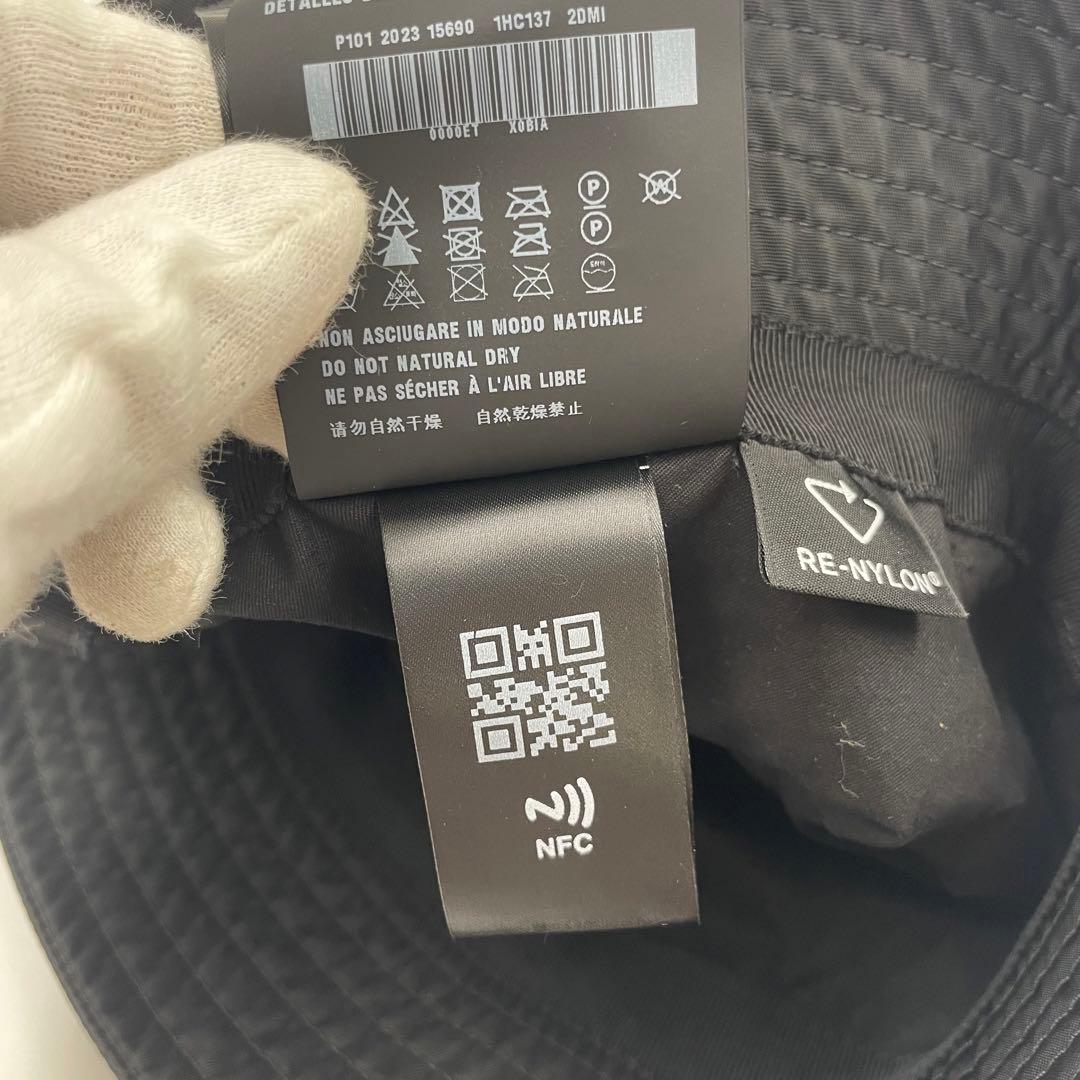 DETALLES
P101 2023 15690 1HC137 2DMI
0000ET X0BIA
P
P
NON ASCIUGARE IN MODO NATURALE
DO NOT NATURAL DRY
NE PAS SÉCHER À L'AIR LIBRE
请勿自然干燥 自然乾燥禁止
RE-NYLON®
NFC